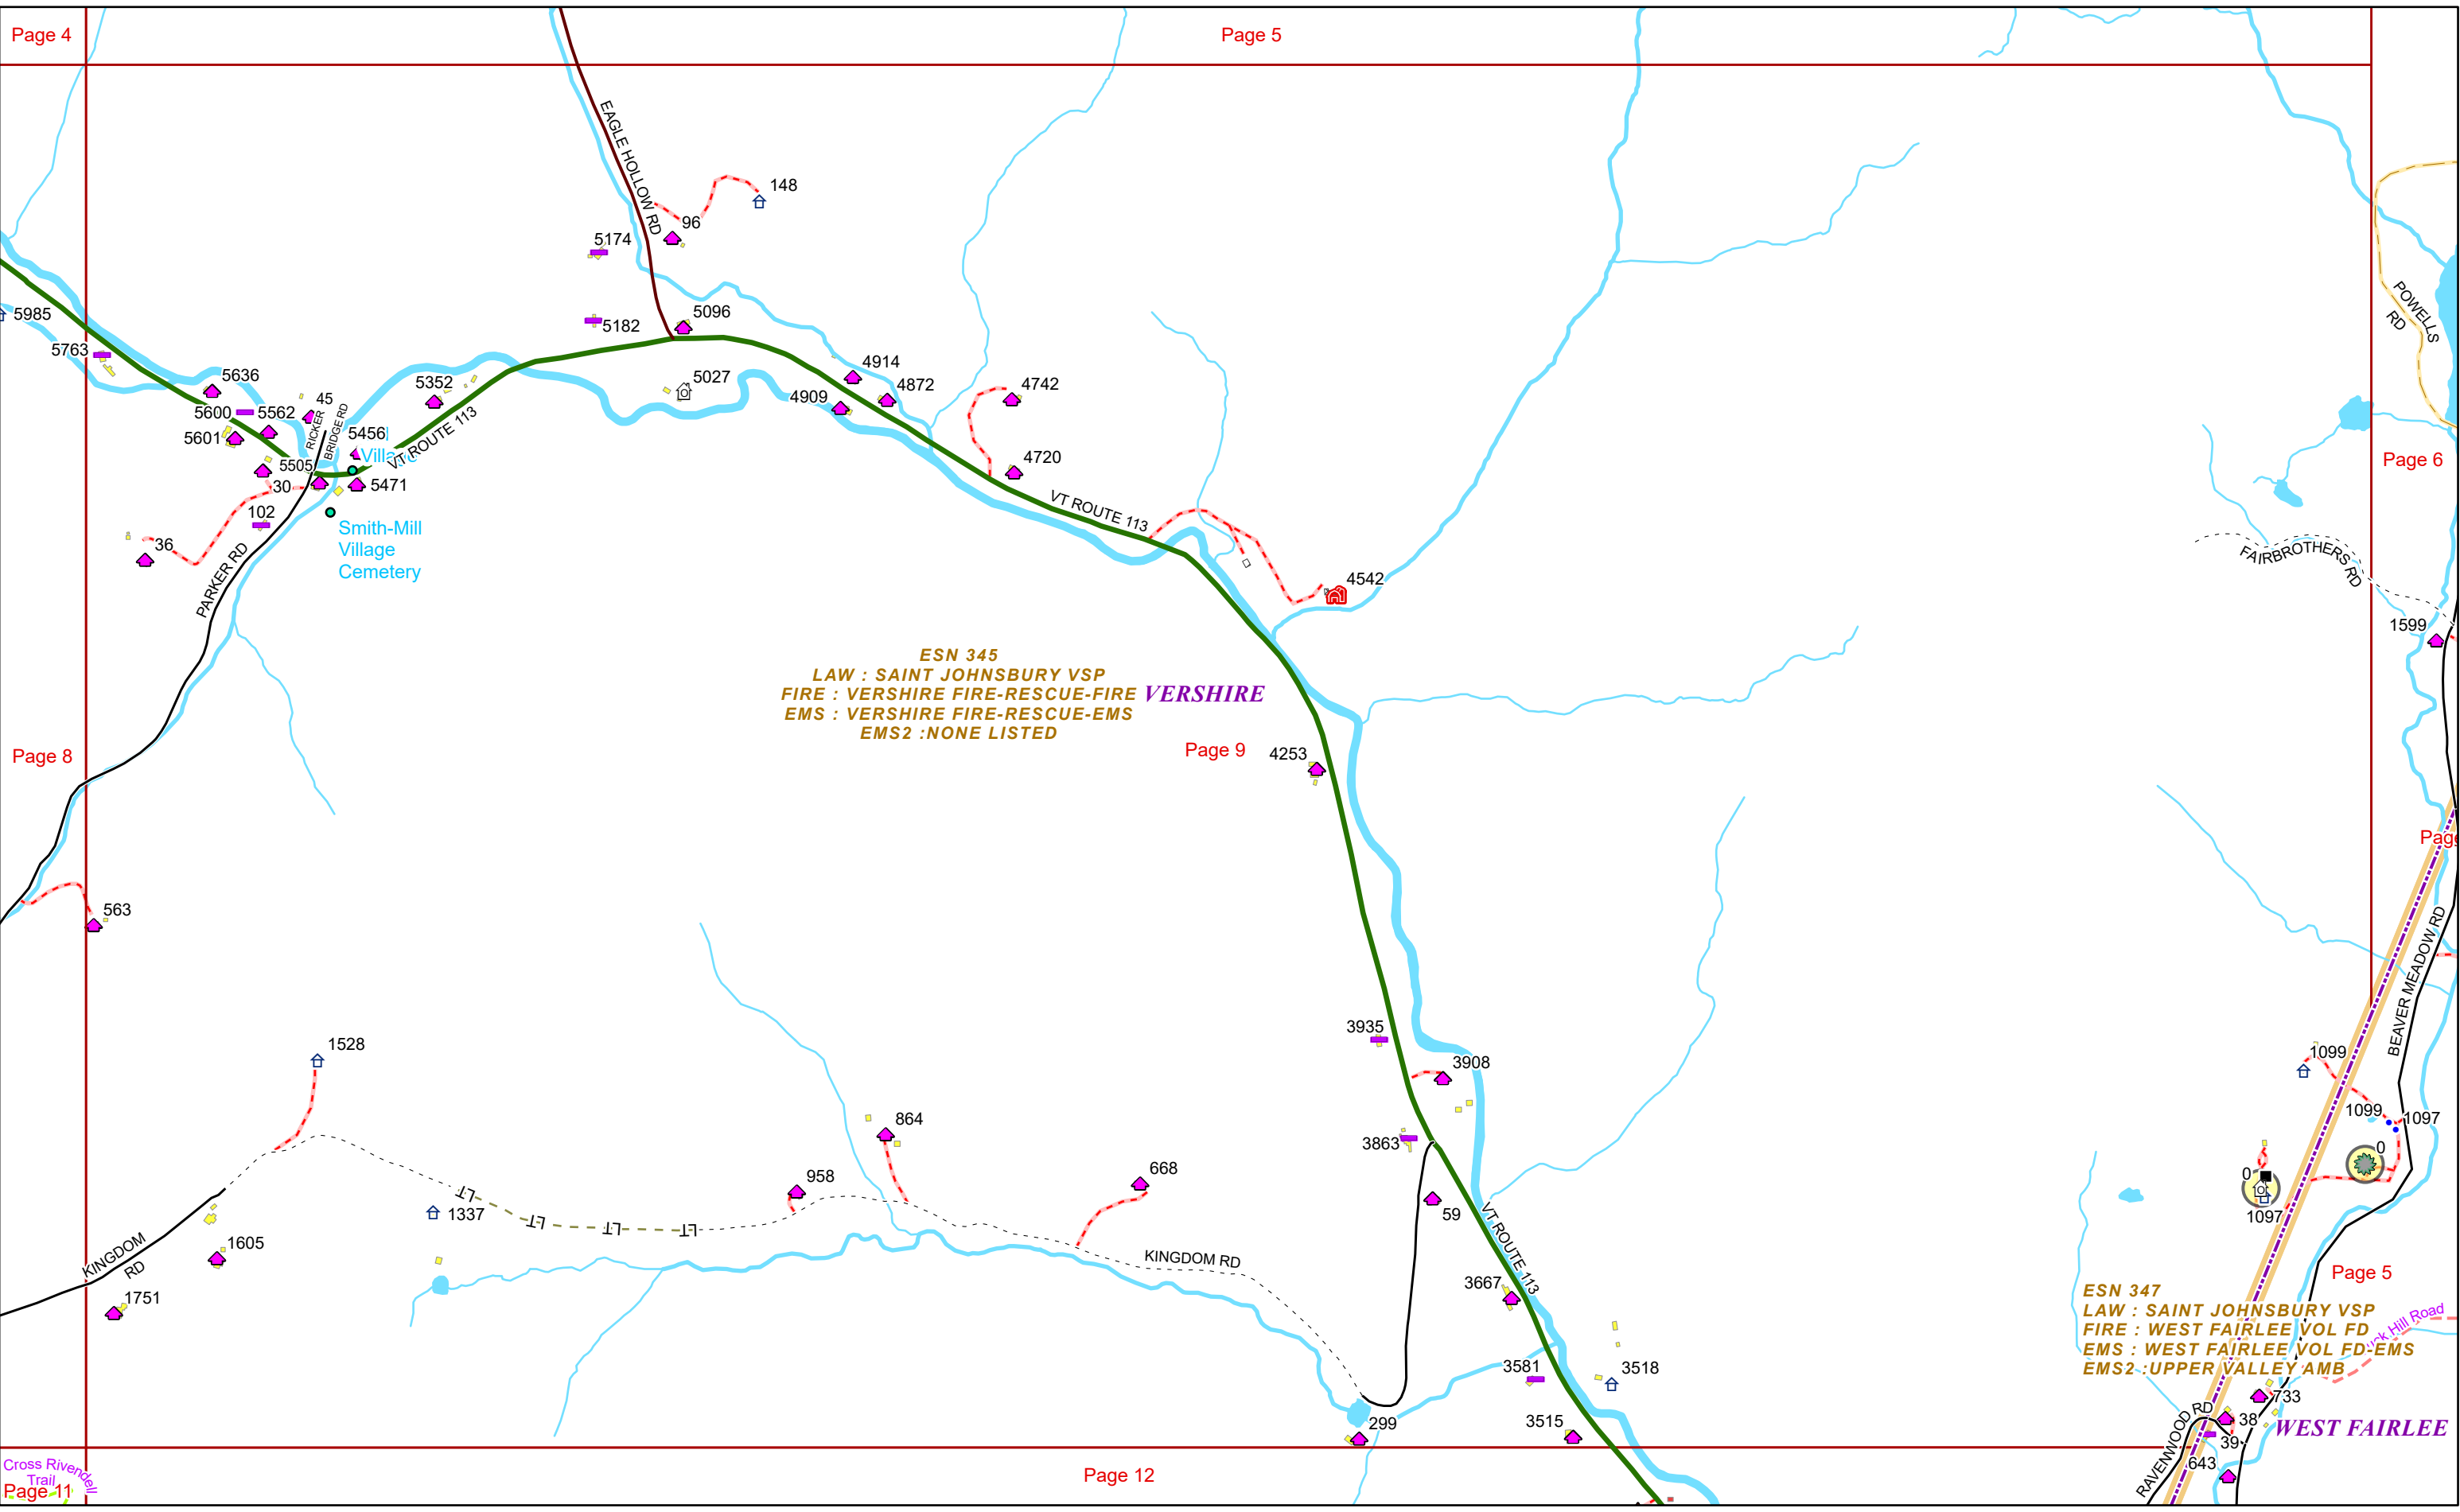 Page 4
Page 5
EAGLE HOLLOW RD
148
96
5174
5096
5182
5985
5763
5636
5600
5562
5601
45
RICKER
BRIDGE RD
5352
5456
VT ROUTE 113
5505
5471
30
102
36
PARKER RD
Smith-Mill
Village
Cemetery
5027
4914
4872
4909
4742
4720
VT ROUTE 113
4542
POWELLS
RD
Page 6
FAIRBROTHERS RD
1599
ESN 345
LAW : SAINT JOHNSBURY VSP
FIRE : VERSHIRE FIRE-RESCUE-FIRE
EMS : VERSHIRE FIRE-RESCUE-EMS
EMS2 :NONE LISTED
VERSHIRE
Page 8
Page 9
4253
563
BEAVER MEADOW RD
3935
3908
3863
1528
864
958
668
1337
1605
1751
KINGDOM
RD
KINGDOM RD
59
VT ROUTE 113
3667
3581
3518
3515
299
1099
1099
1097
0
0
1097
Page 5
ESN 347
LAW : SAINT JOHNSBURY VSP
FIRE : WEST FAIRLEE VOL FD
EMS : WEST FAIRLEE VOL FD-EMS
EMS2 :UPPER VALLEY AMB
Hill Road
733
38
39
643
RAVENWOOD RD
WEST FAIRLEE
Cross Rivendell
Trail
Page 11
Page 12